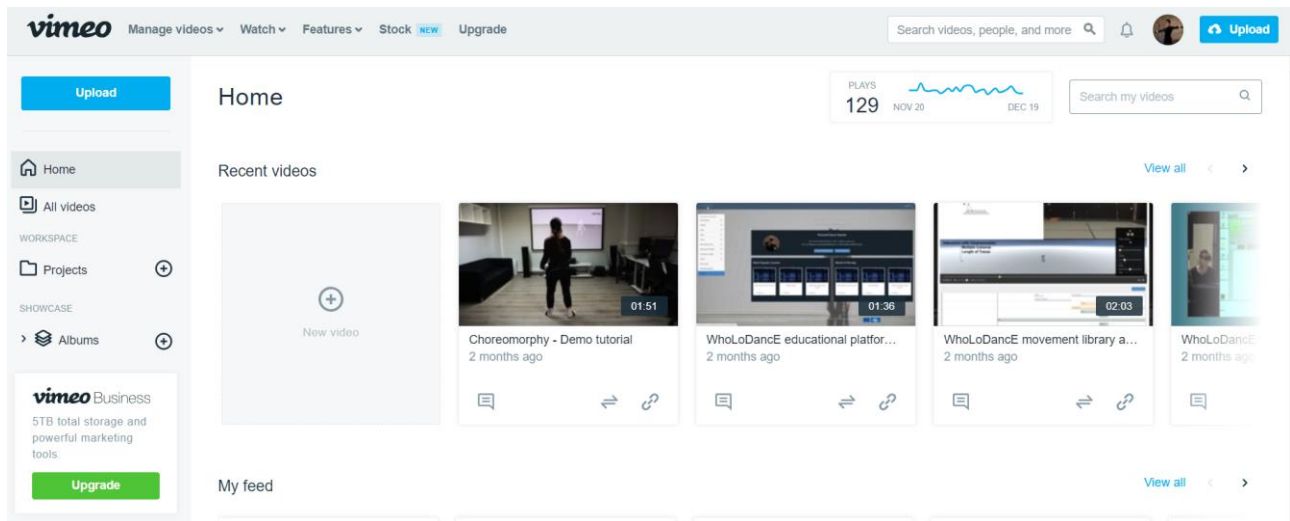 vimeo Manage videos Watch Features Stock NEW Upgrade Search videos, people, and more Upload
Upload
Home
PLAYS
129 NOV 20 DEC 19
Search my videos
Home
All videos
WORKSPACE
Projects
SHOWCASE
Albums
vimeo Business
5TB total storage and
powerful marketing
tools.
Upgrade
Recent videos
View all
New video
01:51
Choreomorphy - Demo tutorial
2 months ago
01:36
WhoLoDancE educational platfor...
2 months ago
02:03
WhoLoDancE movement library a...
2 months ago
WhoLoDancE
2 months ago
My feed
View all